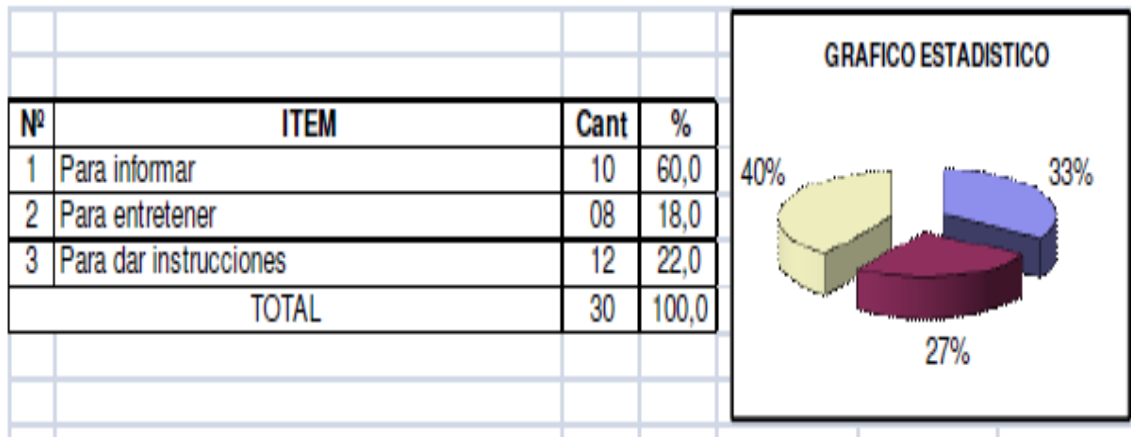 GRAFICO ESTADISTICO
Nº ITEM Cant %
1 Para informar 10 60,0
2 Para entretener 08 18,0
3 Para dar instrucciones 12 22,0
TOTAL 30 100,0
40% 33%
27%